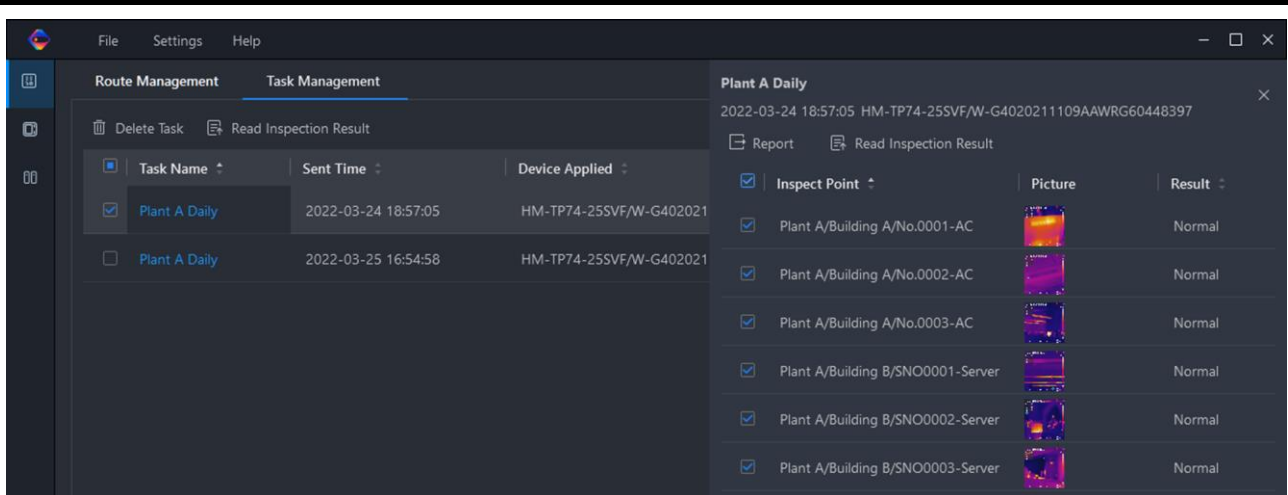 File Settings Help
Route Management Task Management
Delete Task Read Inspection Result
Task Name Sent Time Device Applied
Plant A Daily 2022-03-24 18:57:05 HM-TP74-25SVF/W-G402021
Plant A Daily 2022-03-25 16:54:58 HM-TP74-25SVF/W-G402021
Plant A Daily
2022-03-24 18:57:05 HM-TP74-25SVF/W-G4020211109AAWRG60448397
Report Read Inspection Result
Inspect Point Picture Result
Plant A/Building A/No.0001-AC Normal
Plant A/Building A/No.0002-AC Normal
Plant A/Building A/No.0003-AC Normal
Plant A/Building B/SNO0001-Server Normal
Plant A/Building B/SNO0002-Server Normal
Plant A/Building B/SNO0003-Server Normal